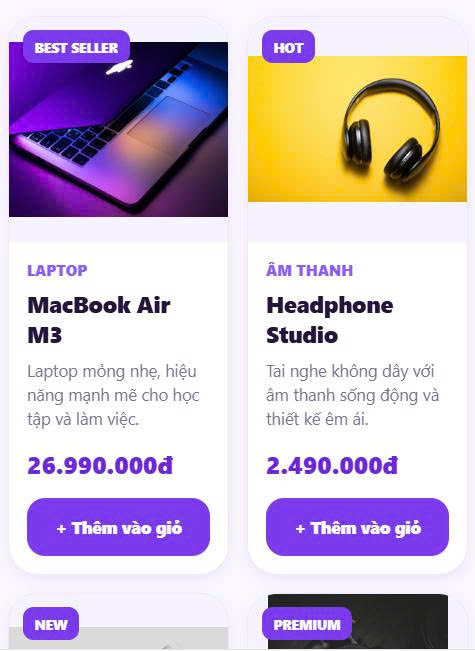 BEST SELLER
LAPTOP
MacBook Air
M3
Laptop mỏng nhẹ, hiệu
năng mạnh mẽ cho học
tập và làm việc.
26.990.000đ
+ Thêm vào giỏ
HOT
ÂM THANH
Headphone
Studio
Tai nghe không dây với
âm thanh sống động và
thiết kế êm ái.
2.490.000đ
+ Thêm vào giỏ
NEW
PREMIUM